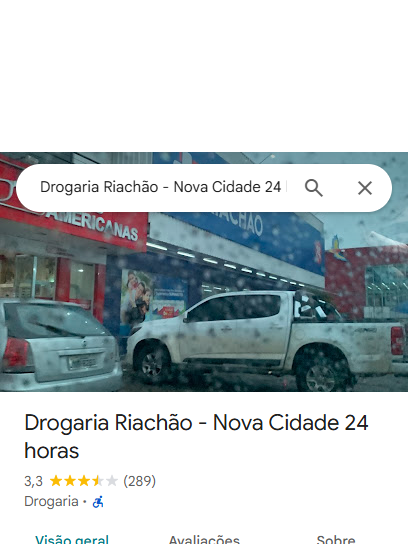 Drogaria Riachão - Nova Cidade 24
AMERICANAS
RIACHÃO
Drogaria Riachão - Nova Cidade 24
horas
3,3 (289)
Drogaria ·
Visão geral Avaliações Sobre